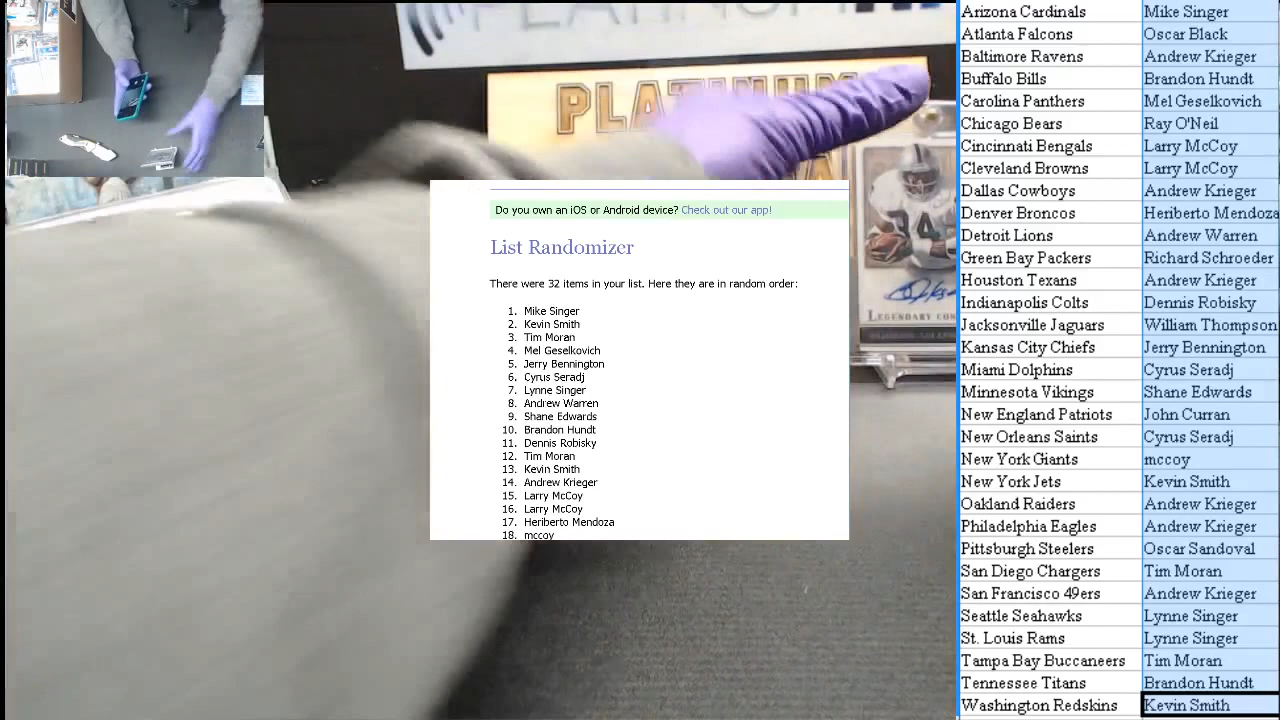 PLATINUM
PLATINUM
34
LEGENDARY
Do you own an iOS or Android device? Check out our app!
List Randomizer
There were 32 items in your list. Here they are in random order:
1. Mike Singer
2. Kevin Smith
3. Tim Moran
4. Mel Geselkovich
5. Jerry Bennington
6. Cyrus Seradj
7. Lynne Singer
8. Andrew Warren
9. Shane Edwards
10. Brandon Hundt
11. Dennis Robisky
12. Tim Moran
13. Kevin Smith
14. Andrew Krieger
15. Larry McCoy
16. Larry McCoy
17. Heriberto Mendoza
18. mccoy
Arizona Cardinals Mike Singer
Atlanta Falcons Oscar Black
Baltimore Ravens Andrew Krieger
Buffalo Bills Brandon Hundt
Carolina Panthers Mel Geselkovich
Chicago Bears Ray O'Neil
Cincinnati Bengals Larry McCoy
Cleveland Browns Larry McCoy
Dallas Cowboys Andrew Krieger
Denver Broncos Heriberto Mendoza
Detroit Lions Andrew Warren
Green Bay Packers Richard Schroeder
Houston Texans Andrew Krieger
Indianapolis Colts Dennis Robisky
Jacksonville Jaguars William Thompson
Kansas City Chiefs Jerry Bennington
Miami Dolphins Cyrus Seradj
Minnesota Vikings Shane Edwards
New England Patriots John Curran
New Orleans Saints Cyrus Seradj
New York Giants mccoy
New York Jets Kevin Smith
Oakland Raiders Andrew Krieger
Philadelphia Eagles Andrew Krieger
Pittsburgh Steelers Oscar Sandoval
San Diego Chargers Tim Moran
San Francisco 49ers Andrew Krieger
Seattle Seahawks Lynne Singer
St. Louis Rams Lynne Singer
Tampa Bay Buccaneers Tim Moran
Tennessee Titans Brandon Hundt
Washington Redskins Kevin Smith